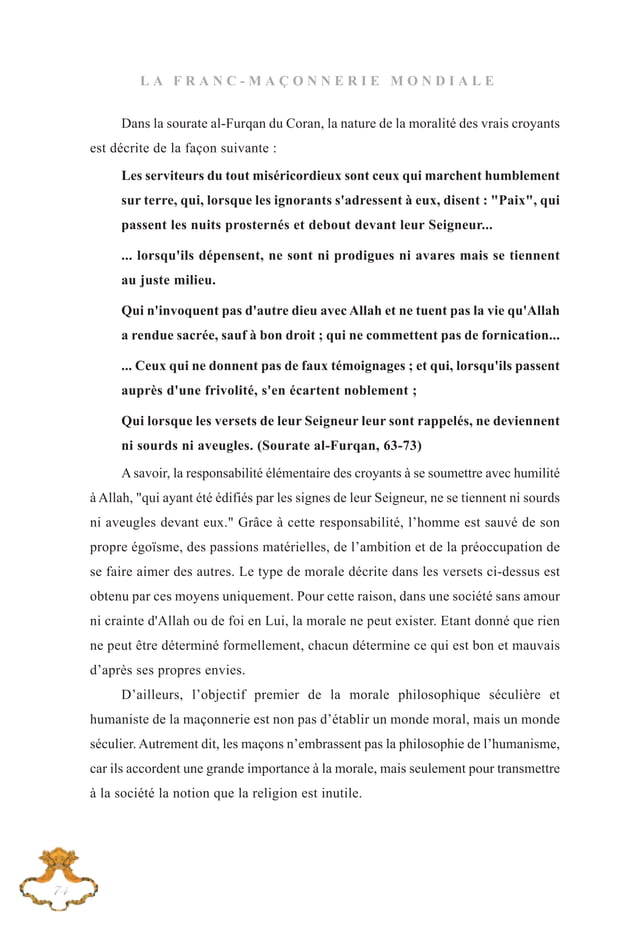 LA FRANC-MAÇONNERIE MONDIALE
Dans la sourate al-Furqan du Coran, la nature de la moralité des vrais croyants
est décrite de la façon suivante :
Les serviteurs du tout miséricordieux sont ceux qui marchent humblement
sur terre, qui, lorsque les ignorants s'adressent à eux, disent : "Paix", qui
passent les nuits prosternés et debout devant leur Seigneur...
... lorsqu'ils dépensent, ne sont ni prodigues ni avares mais se tiennent
au juste milieu.
Qui n'invoquent pas d'autre dieu avec Allah et ne tuent pas la vie qu'Allah
a rendue sacrée, sauf à bon droit ; qui ne commettent pas de fornication...
... Ceux qui ne donnent pas de faux témoignages ; et qui, lorsqu'ils passent
auprès d'une frivolité, s'en écartent noblement ;
Qui lorsque les versets de leur Seigneur leur sont rappelés, ne deviennent
ni sourds ni aveugles. (Sourate al-Furqan, 63-73)
A savoir, la responsabilité élémentaire des croyants à se soumettre avec humilité
à Allah, "qui ayant été édifiés par les signes de leur Seigneur, ne se tiennent ni sourds
ni aveugles devant eux." Grâce à cette responsabilité, l’homme est sauvé de son
propre égoïsme, des passions matérielles, de l’ambition et de la préoccupation de
se faire aimer des autres. Le type de morale décrite dans les versets ci-dessus est
obtenu par ces moyens uniquement. Pour cette raison, dans une société sans amour
ni crainte d'Allah ou de foi en Lui, la morale ne peut exister. Etant donné que rien
ne peut être déterminé formellement, chacun détermine ce qui est bon et mauvais
d’après ses propres envies.
D’ailleurs, l’objectif premier de la morale philosophique séculière et
humaniste de la maçonnerie est non pas d’établir un monde moral, mais un monde
séculier. Autrement dit, les maçons n’embrassent pas la philosophie de l’humanisme,
car ils accordent une grande importance à la morale, mais seulement pour transmettre
à la société la notion que la religion est inutile.
74